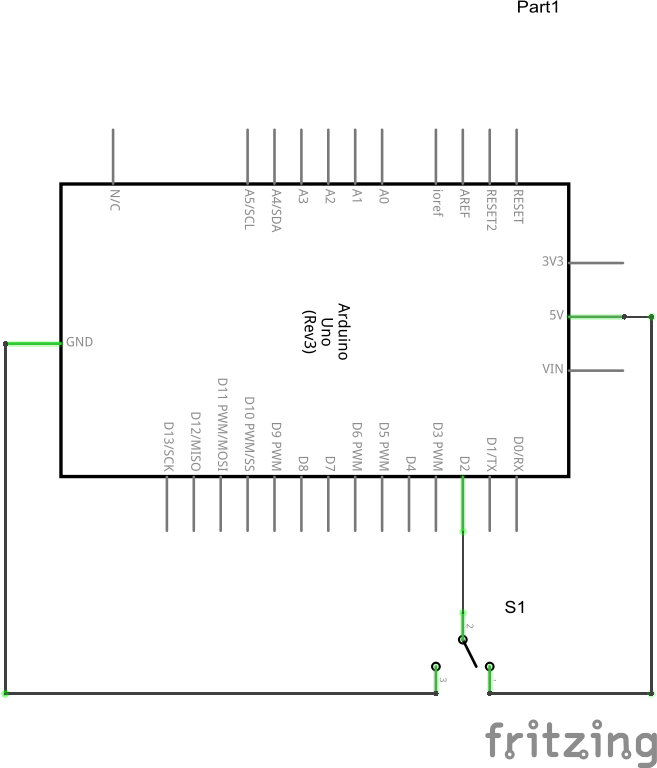 Part1
N/C
A5/SCL
A4/SDA
A3
A2
A1
A0
ioref
AREF
RESET2
RESET
3V3
5V
VIN
GND
Arduino
Uno
(Rev3)
D13/SCK
D12/MISO
D11 PWM/MOSI
D10 PWM/SS
D9 PWM
D8
D7
D6 PWM
D5 PWM
D4
D3 PWM
D2
D1/TX
D0/RX
S1
2
3
fritzing